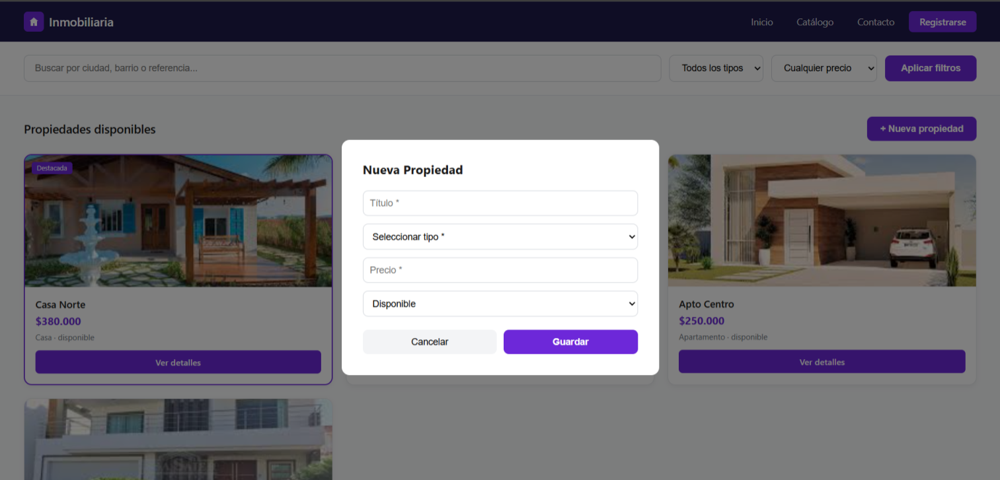 Inmobiliaria
Inicio
Catálogo
Contacto
Registrarse
Buscar por ciudad, barrio o referencia...
Todos los tipos
Cualquier precio
Aplicar filtros
Propiedades disponibles
+ Nueva propiedad
Destacada
Casa Norte
$380.000
Casa · disponible
Ver detalles
Nueva Propiedad
Título *
Seleccionar tipo *
Precio *
Disponible
Cancelar
Guardar
Apto Centro
$250.000
Apartamento · disponible
Ver detalles